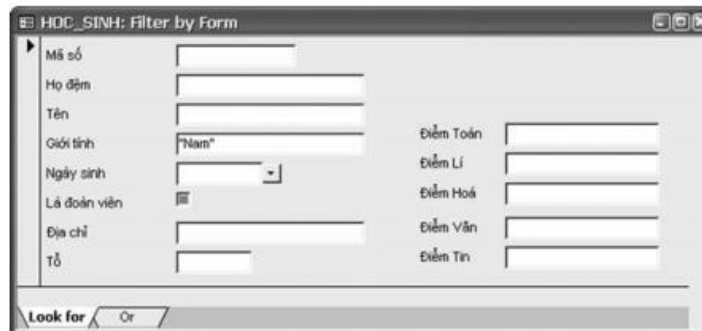 HOC_SINH: Filter by Form
Mã số
Họ đệm
Tên
Giới tính "Nam"
Ngày sinh
Là đoàn viên
Địa chỉ
Tổ
Điểm Toán
Điểm Lí
Điểm Hoá
Điểm Văn
Điểm Tin
Look for Or